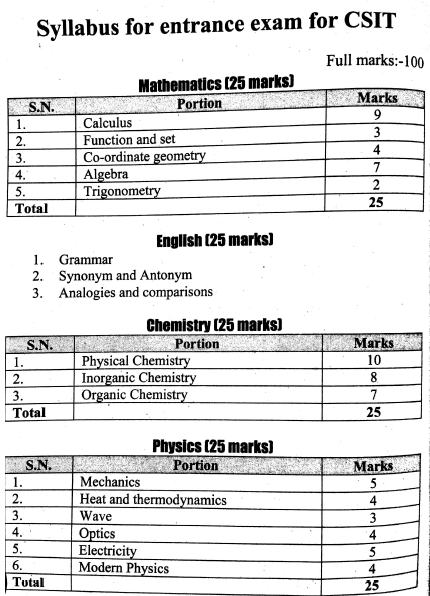 Syllabus for entrance exam for CSIT
Full marks:-100
Mathematics (25 marks)
S.N. Portion Marks
1. Calculus 9
2. Function and set 3
3. Co-ordinate geometry 4
4. Algebra 7
5. Trigonometry 2
Total 25
English (25 marks)
1. Grammar
2. Synonym and Antonym
3. Analogies and comparisons
Chemistry (25 marks)
S.N. Portion Marks
1. Physical Chemistry 10
2. Inorganic Chemistry 8
3. Organic Chemistry 7
Total 25
Physics (25 marks)
S.N. Portion Marks
1. Mechanics 5
2. Heat and thermodynamics 4
3. Wave 3
4. Optics 4
5. Electricity 5
6. Modern Physics 4
Total 25